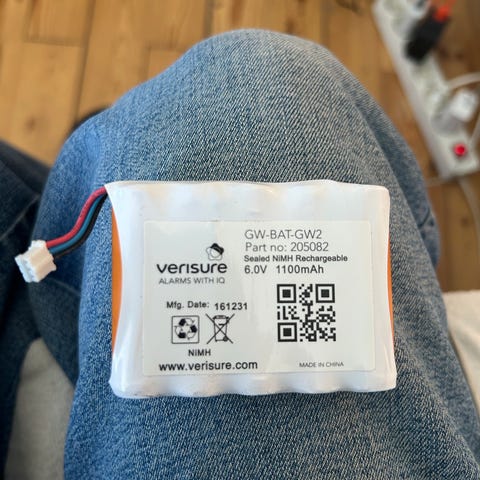 verisure
ALARMS WITH IQ
GW-BAT-GW2
Part no: 205082
Sealed NiMH Rechargeable
6.0V 1100mAh
Mfg. Date: 161231
NiMH
www.verisure.com
MADE IN CHINA